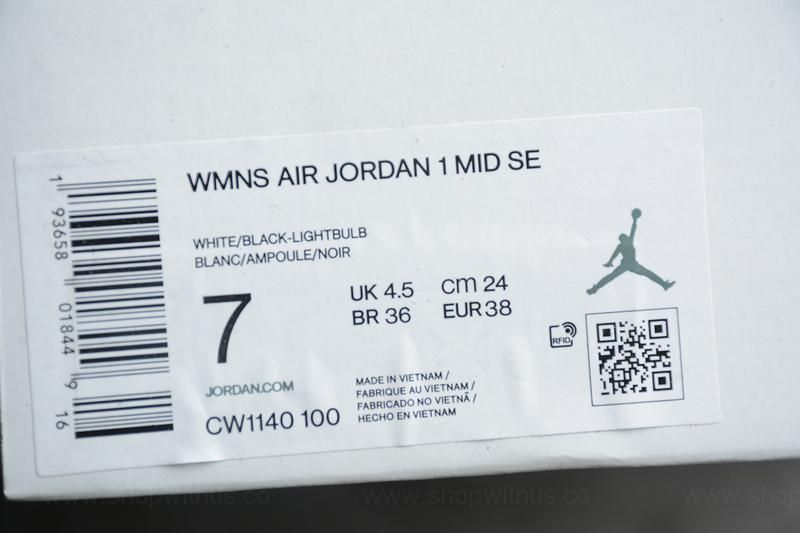 WMNS AIR JORDAN 1 MID SE
WHITE/BLACK-LIGHTBULB
BLANC/AMPOULE/NOIR
7
UK 4.5 cm 24
BR 36 EUR 38
JORDAN.COM
CW1140 100
MADE IN VIETNAM /
FABRIQUE AU VIETNAM /
FABRICADO NO VIETNÃ /
HECHO EN VIETNAM
RFID
1 93658 01844 9 16
www.shopwithus.co
www.shopwithus.co
www.shopwithus.co